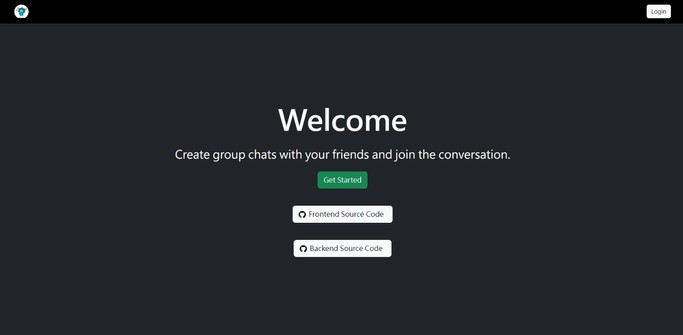 Login
Welcome
Create group chats with your friends and join the conversation.
Get Started
Frontend Source Code
Backend Source Code